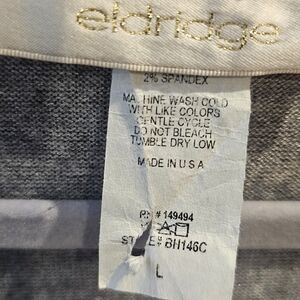 eldridge
2% SPANDEX
MACHINE WASH COLD
WITH LIKE COLORS
GENTLE CYCLE
DO NOT BLEACH
TUMBLE DRY LOW
MADE IN U S A
RN# 149494
BH146C
L